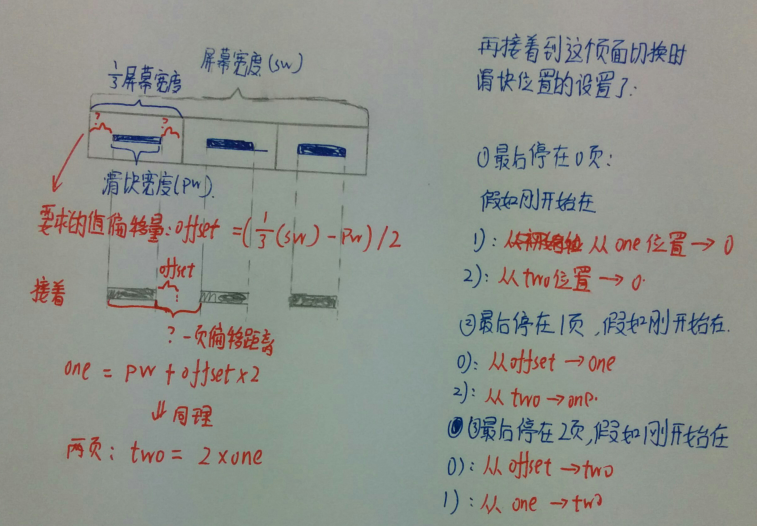 屏幕宽度(sw)
⅓屏幕宽度
? ?
滑块宽度(pw).
要求的值偏移量:offset =(⅓(sw)-pw)/2
offset
接着
?一页偏移距离
one = pw + offset×2
⇓同理
两页: two = 2×one
再接着到这个页面切换时
滑块位置的设置了:
①最后停在0页:
假如刚开始在
1): 从one位置→0
2): 从two位置→0.
②最后停在1页,假如刚开始在.
0): 从offset→one
2): 从two→one.
③最后停在2页,假如刚开始在
0): 从offset→two
1): 从 one →two